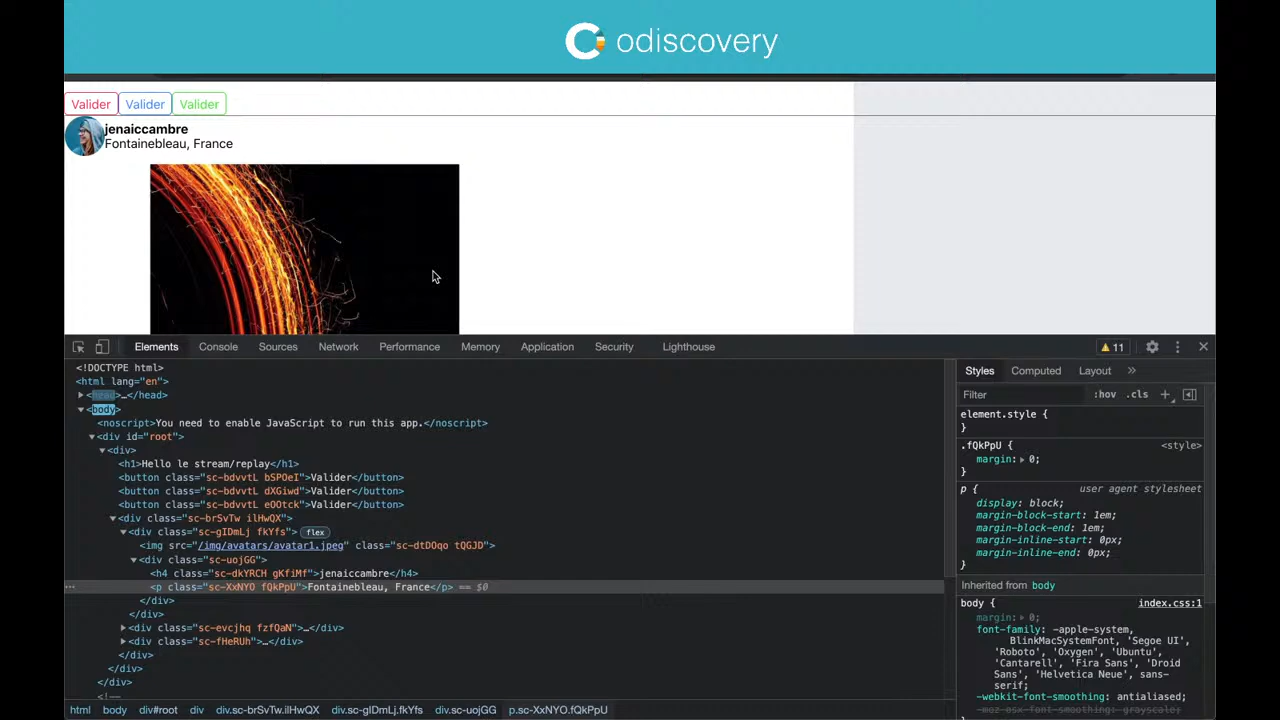 odiscovery
Valider Valider Valider
jenaiccambre
Fontainebleau, France
Elements Console Sources Network Performance Memory Application Security Lighthouse 11
<!DOCTYPE html>
<html lang="en">
<head>…</head>
<body>
<noscript>You need to enable JavaScript to run this app.</noscript>
<div id="root">
<div>
<h1>Hello le stream/replay</h1>
<button class="sc-bdvvtL bSPOeI">Valider</button>
<button class="sc-bdvvtL dXGiwd">Valider</button>
<button class="sc-bdvvtL eOOtck">Valider</button>
<div class="sc-brSvTw ilHwQX">
<div class="sc-gIDmLj fkYfs"> flex
<img src="/img/avatars/avatar1.jpeg" class="sc-dtDOqo tQGJD">
<div class="sc-uojGG">
<h4 class="sc-dkYRCH gKfiMf">jenaiccambre</h4>
… <p class="sc-XxNYO fQkPpU">Fontainebleau, France</p> == $0
</div>
</div>
<div class="sc-evcjhq fzfQaN">…</div>
<div class="sc-fHeRUh">…</div>
</div>
</div>
</div>
<!--
html body div#root div div.sc-brSvTw.ilHwQX div.sc-gIDmLj.fkYfs div.sc-uojGG p.sc-XxNYO.fQkPpU
Styles Computed Layout »
Filter :hov .cls +
element.style {
}
.fQkPpU { <style>
margin: 0;
}
p { user agent stylesheet
display: block;
margin-block-start: 1em;
margin-block-end: 1em;
margin-inline-start: 0px;
margin-inline-end: 0px;
}
Inherited from body
body { index.css:1
margin: 0;
font-family: -apple-system,
BlinkMacSystemFont, 'Segoe UI',
'Roboto', 'Oxygen', 'Ubuntu',
'Cantarell', 'Fira Sans', 'Droid
Sans', 'Helvetica Neue', sans-
serif;
-webkit-font-smoothing: antialiased;
-moz-osx-font-smoothing: grayscale;